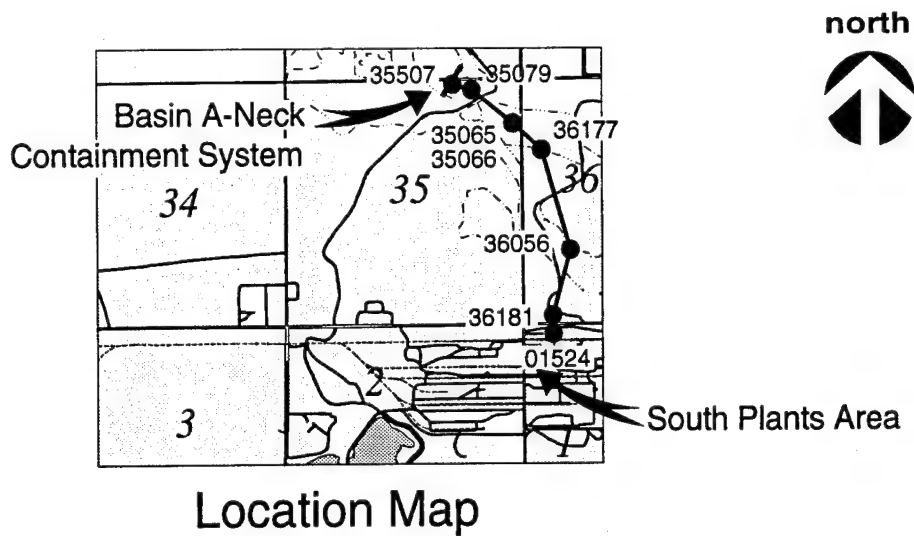 north
35507
35079
Basin A-Neck
Containment System
35065
35066
36177
34
35
36
36056
36181
01524
2
3
1
South Plants Area
Location Map